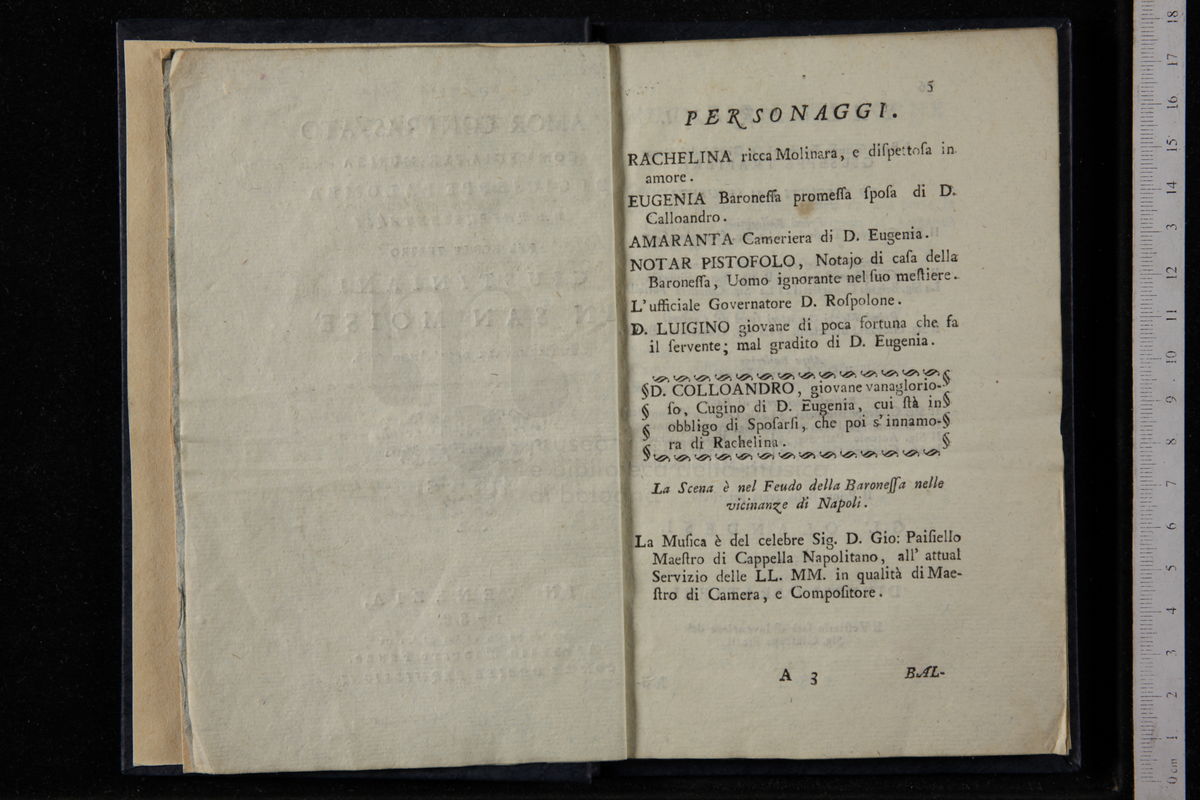 5
PERSONAGGI.
RACHELINA ricca Molinara, e diſpettoſa in
amore.
EUGENIA Baroneſſa promeſſa ſpoſa di D.
Calloandro.
AMARANTA Cameriera di D. Eugenia.
NOTAR PISTOFOLO, Notajo di caſa della
Baroneſſa, Uomo ignorante nel ſuo meſtiere.
L'ufficiale Governatore D. Roſpolone.
D. LUIGINO giovane di poca fortuna che fa
il ſervente; mal gradito di D. Eugenia.
D. COLLOANDRO, giovane vanaglorio-
ſo, Cugino di D. Eugenia, cui ſtà in
obbligo di Spoſarſi, che poi s'innamo-
ra di Rachelina.
La Scena è nel Feudo della Baroneſſa nelle
vicinanze di Napoli.
La Muſica è del celebre Sig. D. Gio: Paiſiello
Maeſtro di Cappella Napolitano, all' attual
Servizio delle LL. MM. in qualità di Mae-
ſtro di Camera, e Compoſitore.
A 3 BAL-